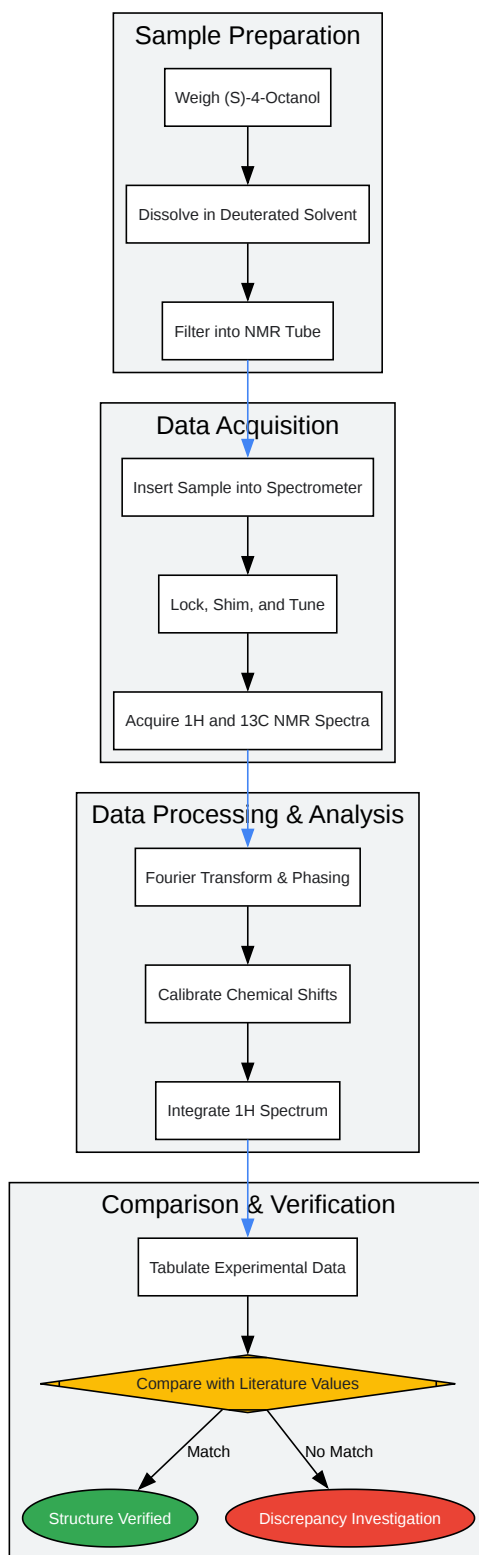 Sample Preparation
Weigh (S)-4-Octanol
Dissolve in Deuterated Solvent
Filter into NMR Tube
Data Acquisition
Insert Sample into Spectrometer
Lock, Shim, and Tune
Acquire 1H and 13C NMR Spectra
Data Processing & Analysis
Fourier Transform & Phasing
Calibrate Chemical Shifts
Integrate 1H Spectrum
Comparison & Verification
Tabulate Experimental Data
Compare with Literature Values
Match
No Match
Structure Verified
Discrepancy Investigation